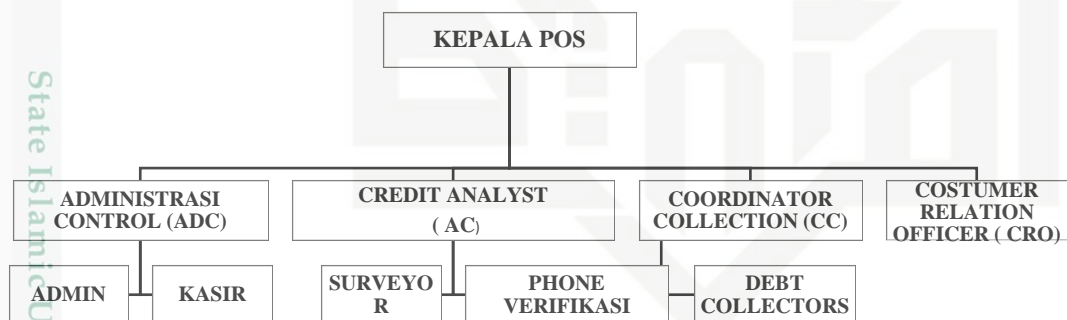 KEPALA POS
ADMINISTRASI
CONTROL (ADC)
CREDIT ANALYST
( AC)
COORDINATOR
COLLECTION (CC)
COSTUMER
RELATION
OFFICER ( CRO)
ADMIN
KASIR
SURVEYO
R
PHONE
VERIFIKASI
DEBT
COLLECTORS
State Islamic U